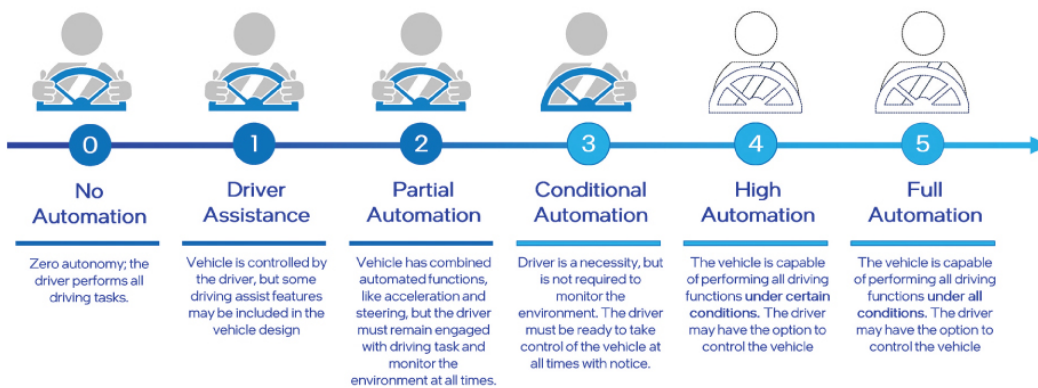 0
No
Automation
Zero autonomy; the
driver performs all
driving tasks.
1
Driver
Assistance
Vehicle is controlled by
the driver, but some
driving assist features
may be included in the
vehicle design
2
Partial
Automation
Vehicle has combined
automated functions,
like acceleration and
steering, but the driver
must remain engaged
with driving task and
monitor the
environment at all times.
3
Conditional
Automation
Driver is a necessity, but
is not required to
monitor the
environment. The driver
must be ready to take
control of the vehicle at
all times with notice.
4
High
Automation
The vehicle is capable
of performing all driving
functions under certain
conditions. The driver
may have the option to
control the vehicle
5
Full
Automation
The vehicle is capable
of performing all driving
functions under all
conditions. The driver
may have the option to
control the vehicle